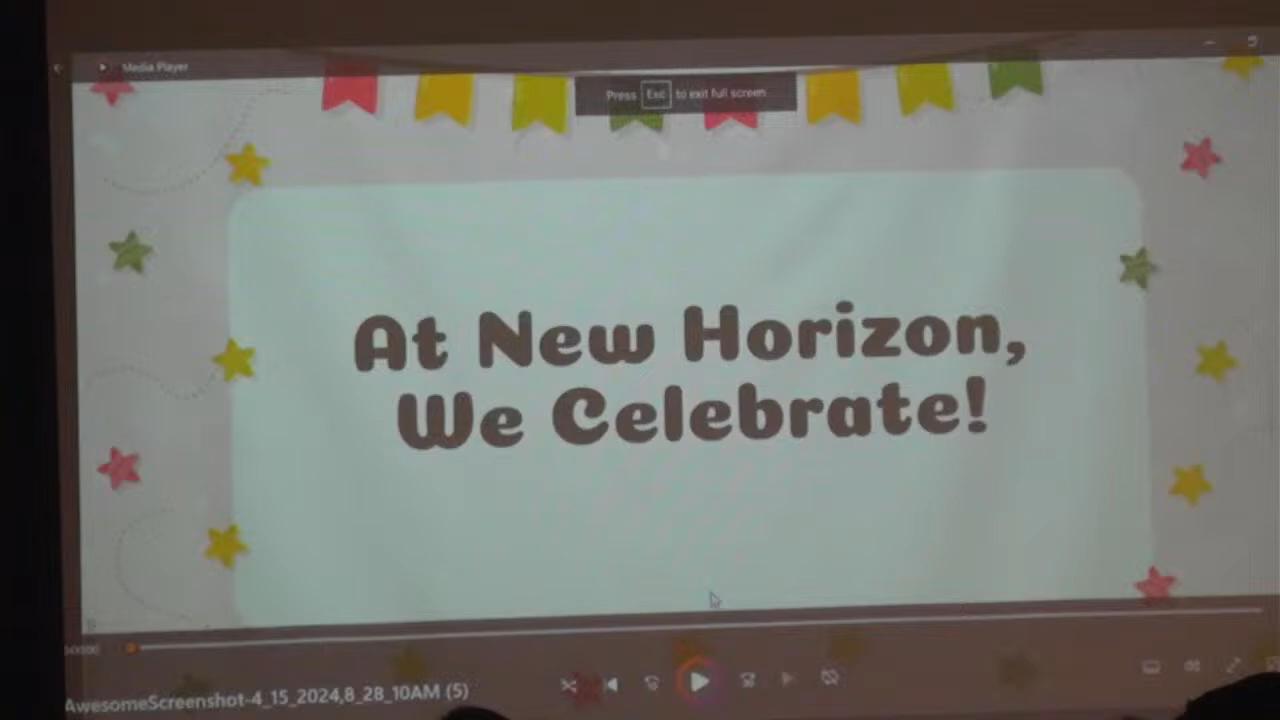 Media Player
Press Esc to exit full screen
At New Horizon,
We Celebrate!
AwesomeScreenshot-4_15_2024,8_28_10AM (5)